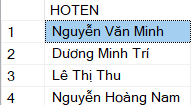 HOTEN
1 Nguyễn Văn Minh
2 Dương Minh Trí
3 Lê Thị Thu
4 Nguyễn Hoàng Nam